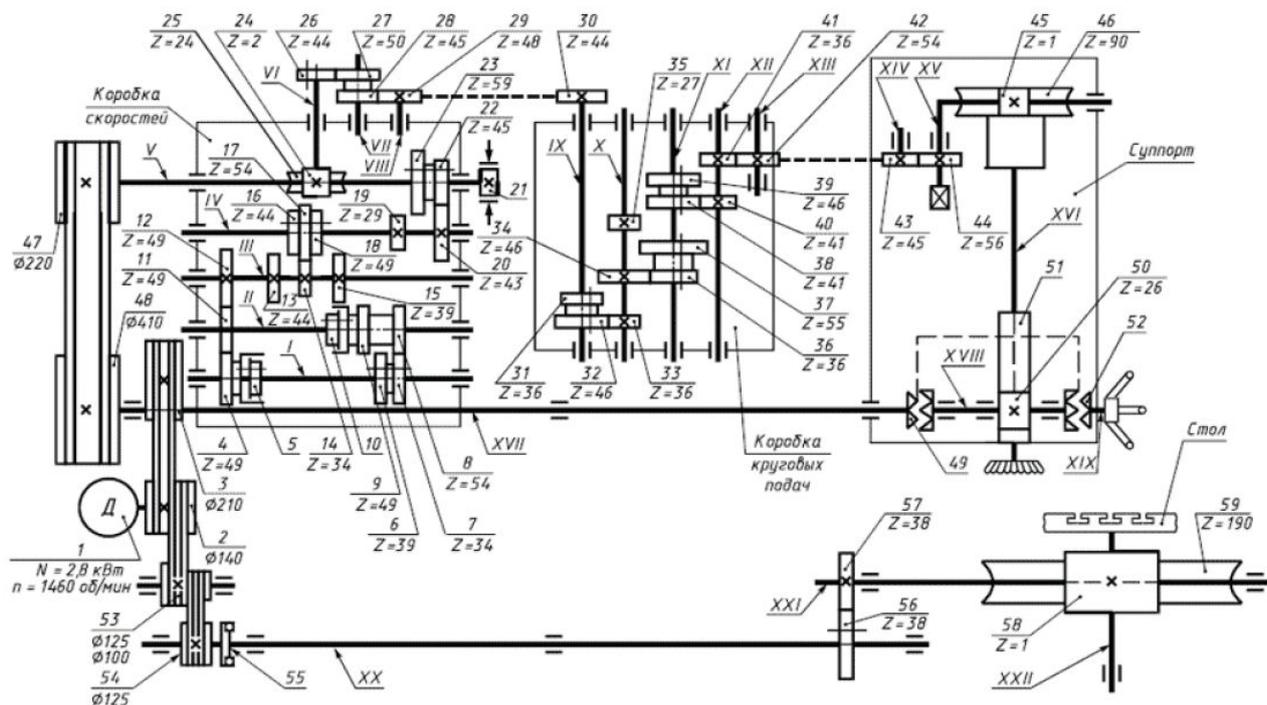 25
Z=24
24
Z=2
26
Z=44
27
Z=50
28
Z=45
29
Z=48
30
Z=44
41
Z=36
42
Z=54
45
Z=1
46
Z=90
Коробка
скоростей
VI
VII
VIII
23
Z=59
22
Z=45
35
Z=27
XI
XII
XIII
XIV
XV
V
17
Z=54
16
Z=44
19
Z=29
21
IX
X
Суппорт
12
Z=49
IV
18
Z=49
34
Z=46
39
Z=46
40
Z=41
43
Z=45
44
Z=56
XVI
47
Ø220
11
Z=49
III
20
Z=43
38
Z=41
51
50
Z=26
48
Ø410
II
13
Z=44
15
Z=39
37
Z=55
52
I
36
Z=36
XVIII
31
Z=36
32
Z=46
33
Z=36
4
Z=49
5
14
Z=34
10
8
Z=54
XVII
Коробка
круговых
подач
49
XIX
Стол
3
Ø210
9
Z=49
6
Z=39
7
Z=34
Д
1
N = 2,8 кВт
n = 1460 об/мин
2
Ø140
57
Z=38
59
Z=190
53
Ø125
Ø100
XXI
56
Z=38
58
Z=1
54
Ø125
55
XX
XXII